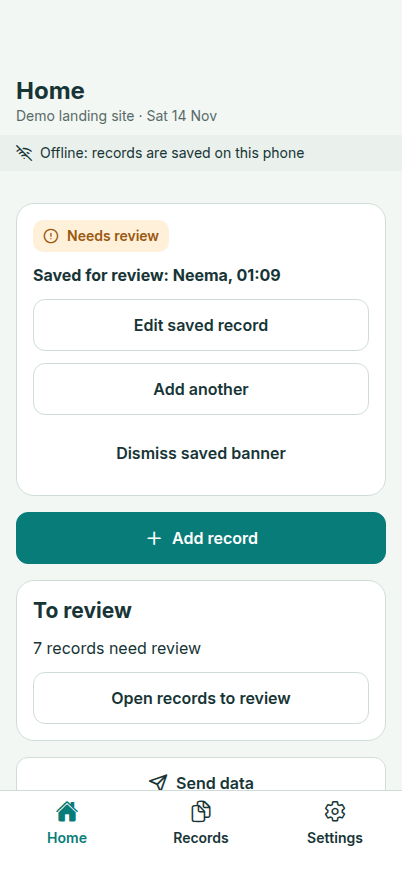 Home
Demo landing site · Sat 14 Nov
Offline: records are saved on this phone
Needs review
Saved for review: Neema, 01:09
Edit saved record
Add another
Dismiss saved banner
Add record
To review
7 records need review
Open records to review
Send data
Home
Records
Settings